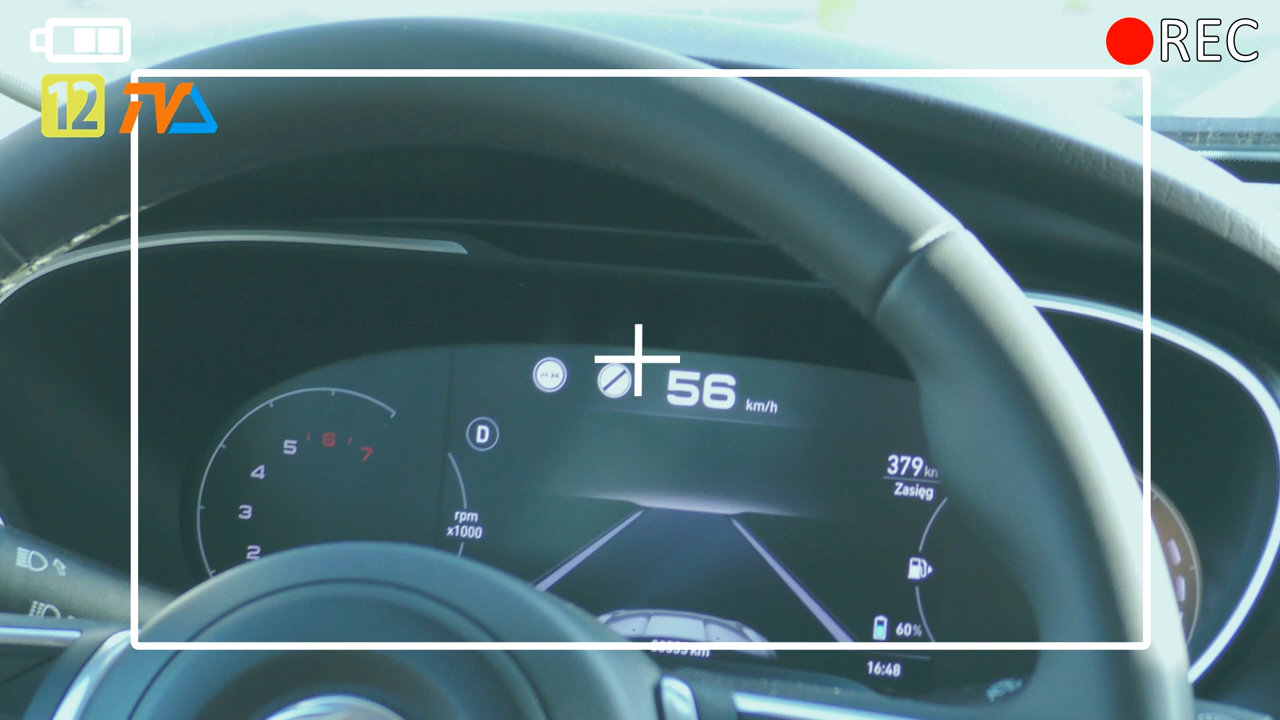 REC
12
TVA
56 km/h
D
5 6 7
4
3
2
rpm
x1000
379
Zasięg
60%
16:48